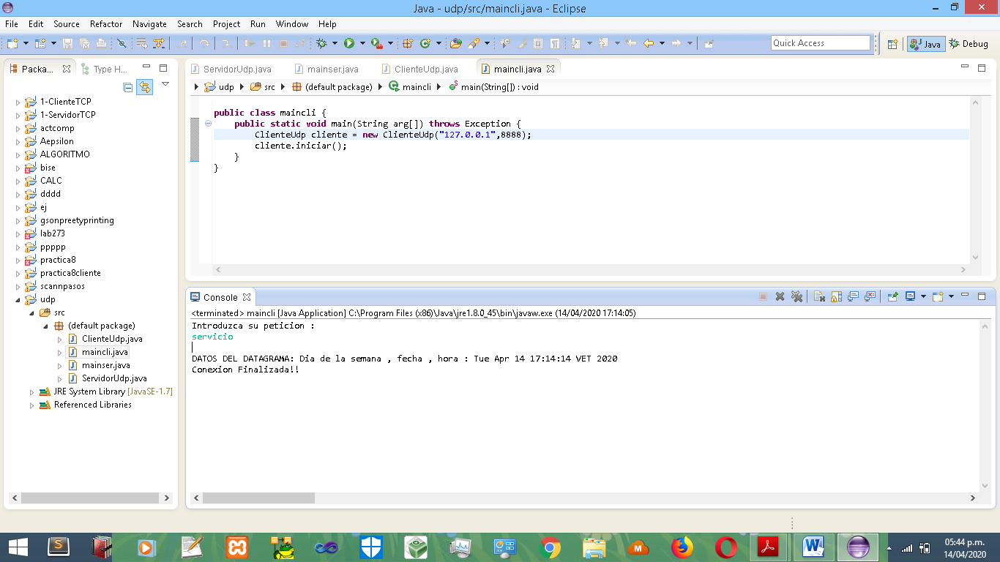 Java - udp/src/maincli.java - Eclipse
File Edit Source Refactor Navigate Search Project Run Window Help
Quick Access
Java
Debug
Packa...
Type H...
1-ClienteTCP
1-ServidorTCP
actcomp
Aepsilon
ALGORITMO
bise
CALC
dddd
ej
gsonpreetyprinting
lab273
ppppp
practica8
practica8cliente
scannpasos
udp
src
(default package)
ClienteUdp.java
maincli.java
mainser.java
ServidorUdp.java
JRE System Library [JavaSE-1.7]
Referenced Libraries
ServidorUdp.java mainser.java ClienteUdp.java maincli.java
udp src (default package) maincli main(String[]) : void
public class maincli {
public static void main(String arg[]) throws Exception {
ClienteUdp cliente = new ClienteUdp("127.0.0.1",8888);
cliente.iniciar();
}
}
Console
<terminated> maincli [Java Application] C:\Program Files (x86)\Java\jre1.8.0_45\bin\javaw.exe (14/04/2020 17:14:05)
Introduzca su peticion :
servicio
DATOS DEL DATAGRAMA: Dia de la semana , fecha , hora : Tue Apr 14 17:14:14 VET 2020
Conexion Finalizada!!
05:44 p.m.
14/04/2020